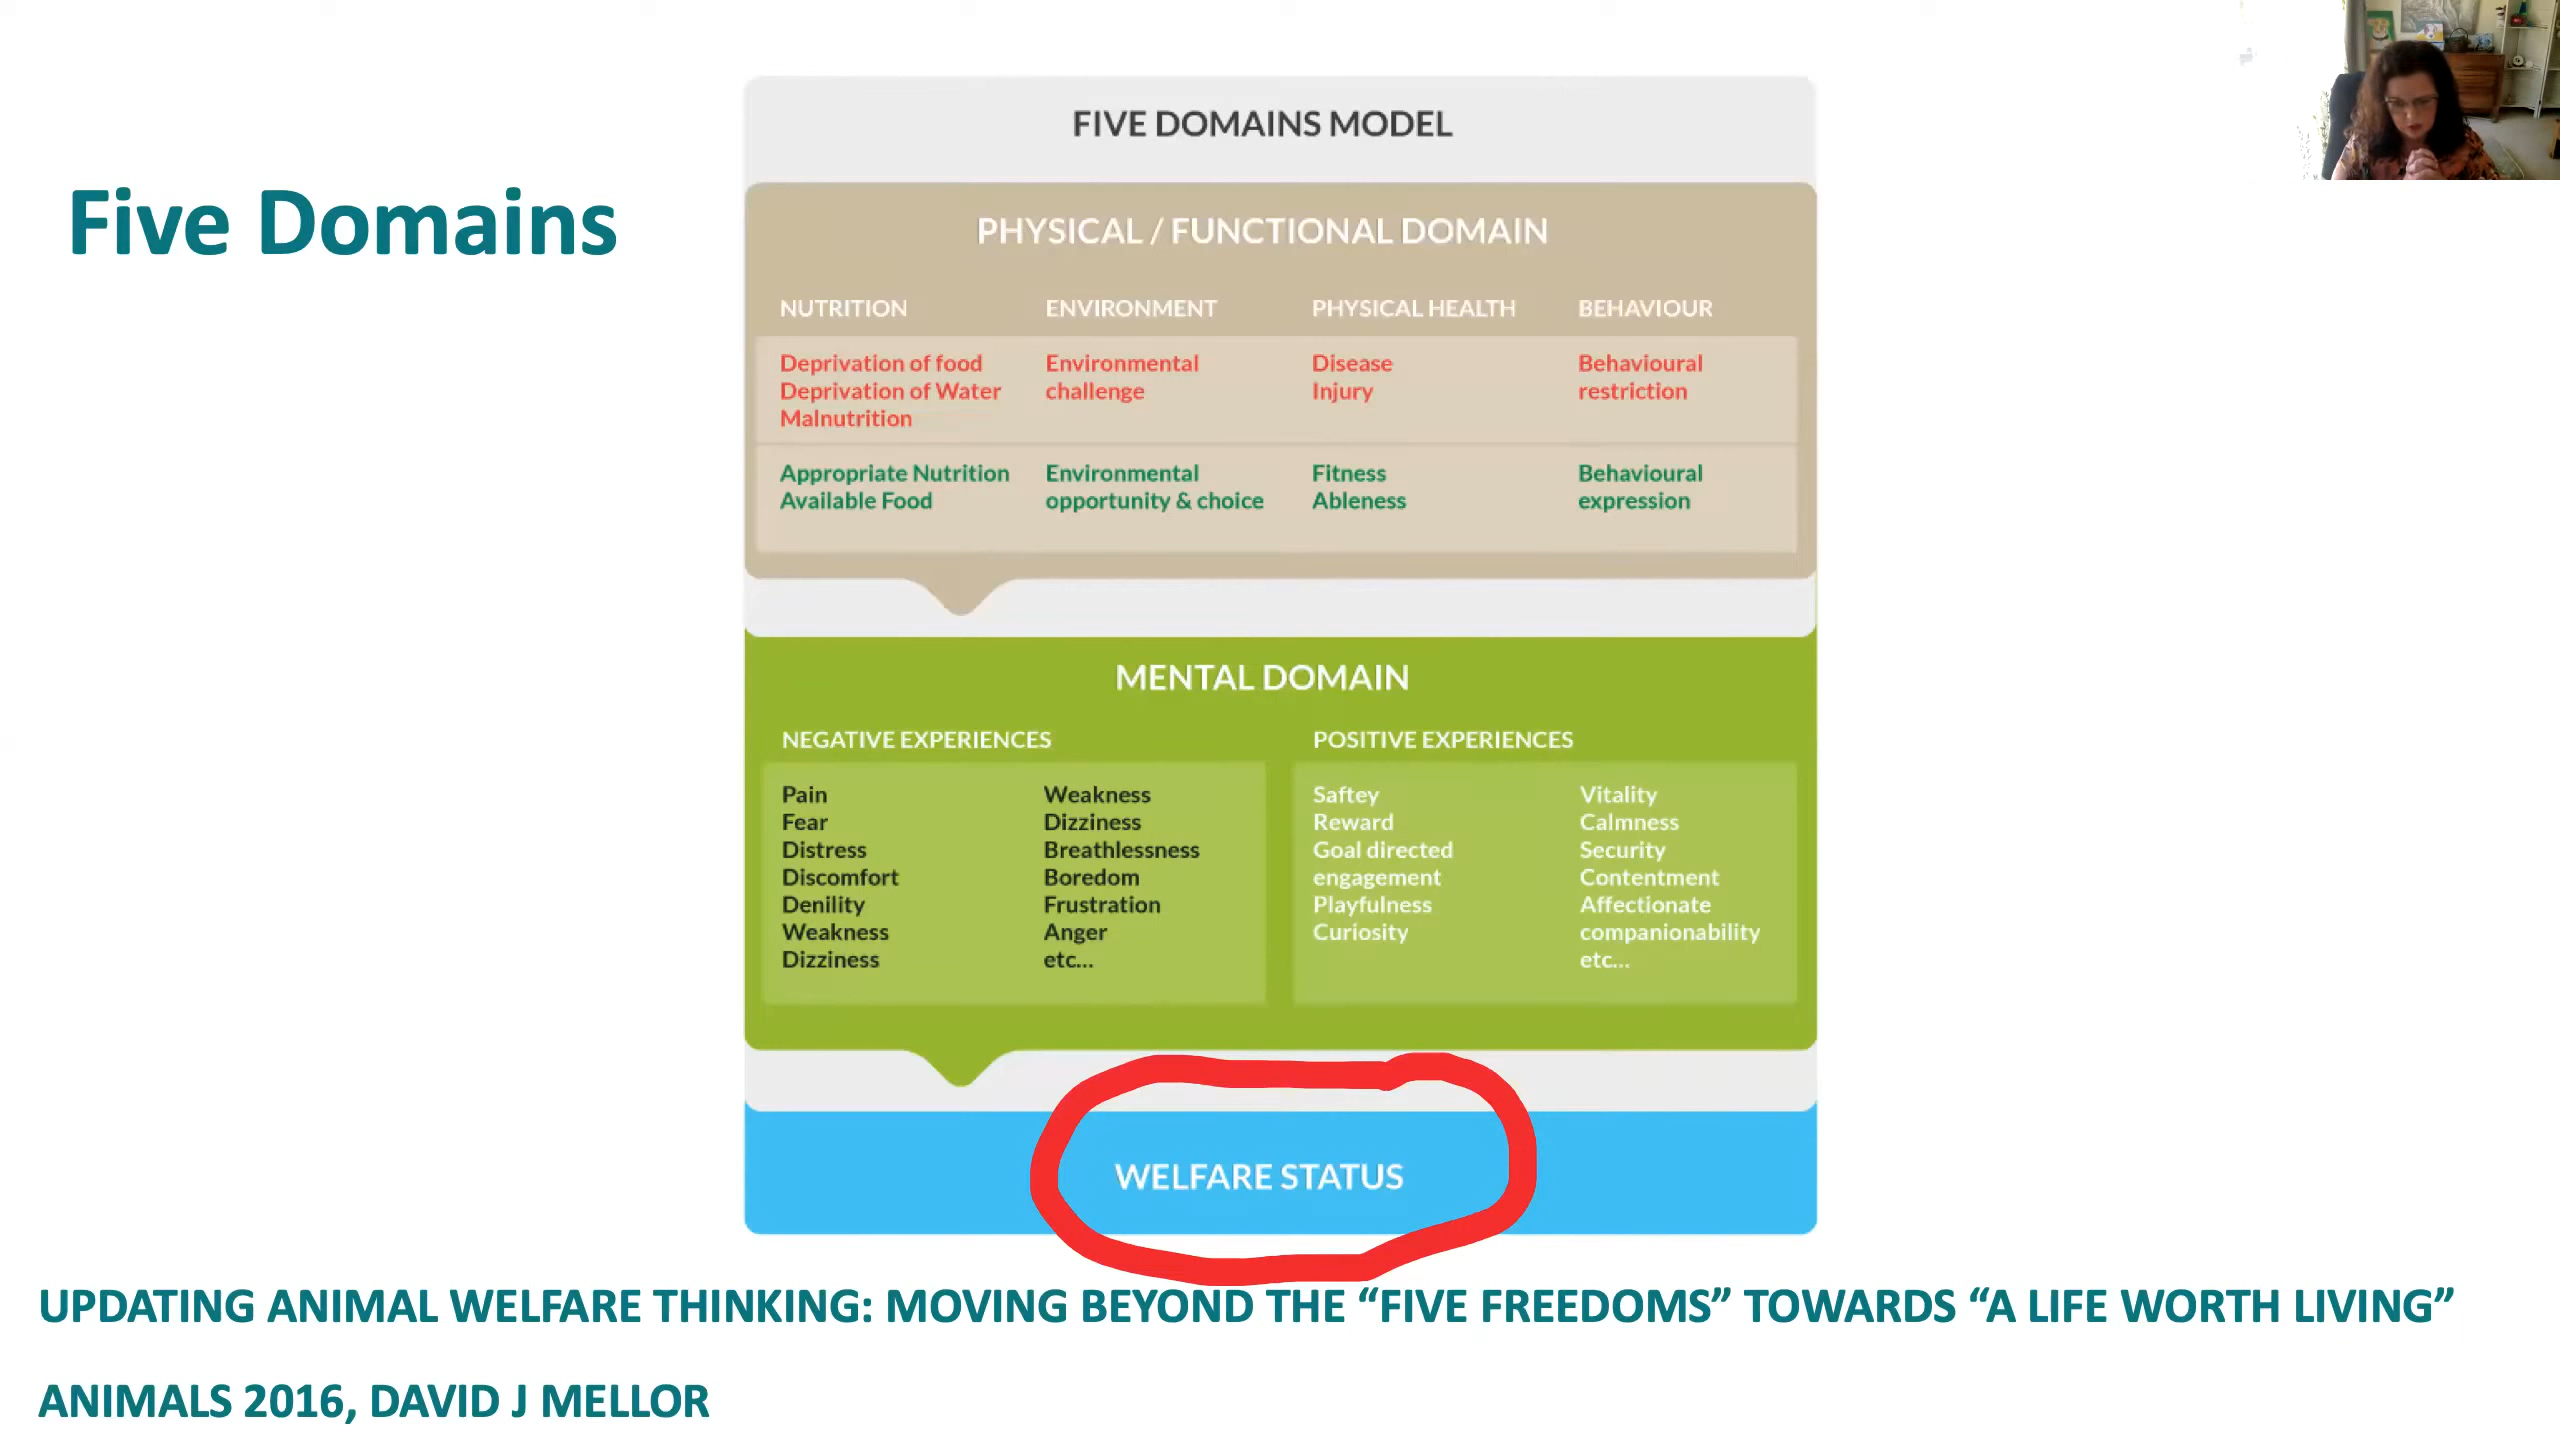 Five Domains
FIVE DOMAINS MODEL
PHYSICAL / FUNCTIONAL DOMAIN
NUTRITION
Deprivation of food
Deprivation of Water
Malnutrition
Appropriate Nutrition
Available Food
ENVIRONMENT
Environmental
challenge
Environmental
opportunity & choice
PHYSICAL HEALTH
Disease
Injury
Fitness
Ableness
BEHAVIOUR
Behavioural
restriction
Behavioural
expression
MENTAL DOMAIN
NEGATIVE EXPERIENCES
Pain
Fear
Distress
Discomfort
Denility
Weakness
Dizziness
Weakness
Dizziness
Breathlessness
Boredom
Frustration
Anger
etc...
POSITIVE EXPERIENCES
Saftey
Reward
Goal directed
engagement
Playfulness
Curiosity
Vitality
Calmness
Security
Contentment
Affectionate
companionability
etc...
WELFARE STATUS
UPDATING ANIMAL WELFARE THINKING: MOVING BEYOND THE “FIVE FREEDOMS” TOWARDS “A LIFE WORTH LIVING”
ANIMALS 2016, DAVID J MELLOR